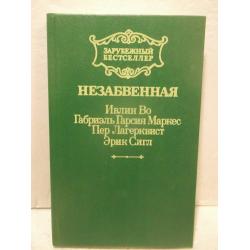 ЗАРУБЕЖНЫЙ
БЕСТСЕЛЛЕР
НЕЗАБВЕННАЯ
Ивлин Во
Габриэль Гарсиа Маркес
Пер Лагерквист
Эрик Сигл